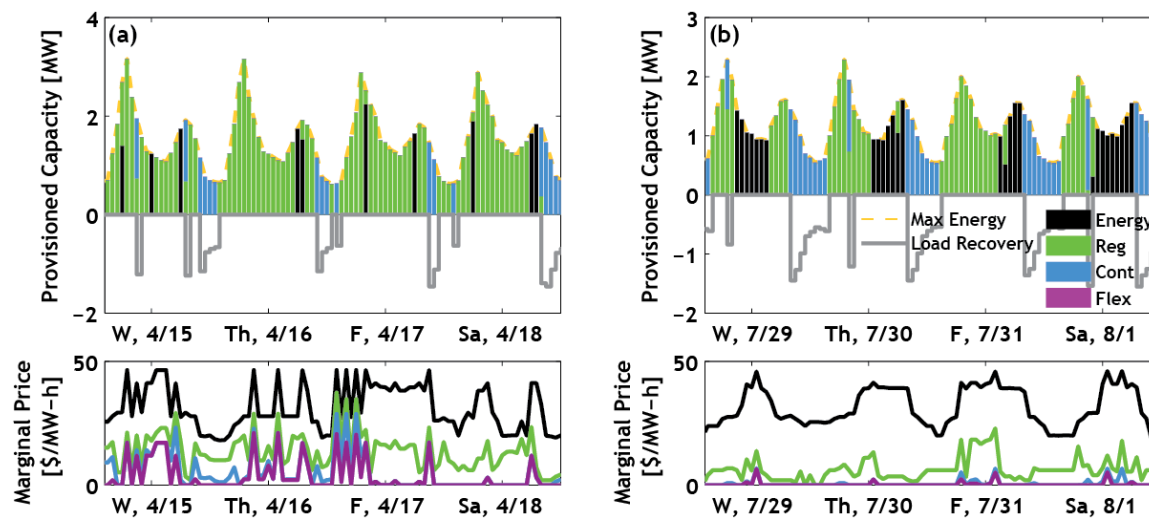 (a)
Provisioned Capacity [MW]
4
2
0
−2
W, 4/15 Th, 4/16 F, 4/17 Sa, 4/18
Marginal Price
[$/MW-h]
50
0
W, 4/15 Th, 4/16 F, 4/17 Sa, 4/18
(b)
Provisioned Capacity [MW]
3
2
1
0
−1
−2
Max Energy
Load Recovery
Energy
Reg
Cont
Flex
W, 7/29 Th, 7/30 F, 7/31 Sa, 8/1
Marginal Price
[$/MW-h]
50
0
W, 7/29 Th, 7/30 F, 7/31 Sa, 8/1